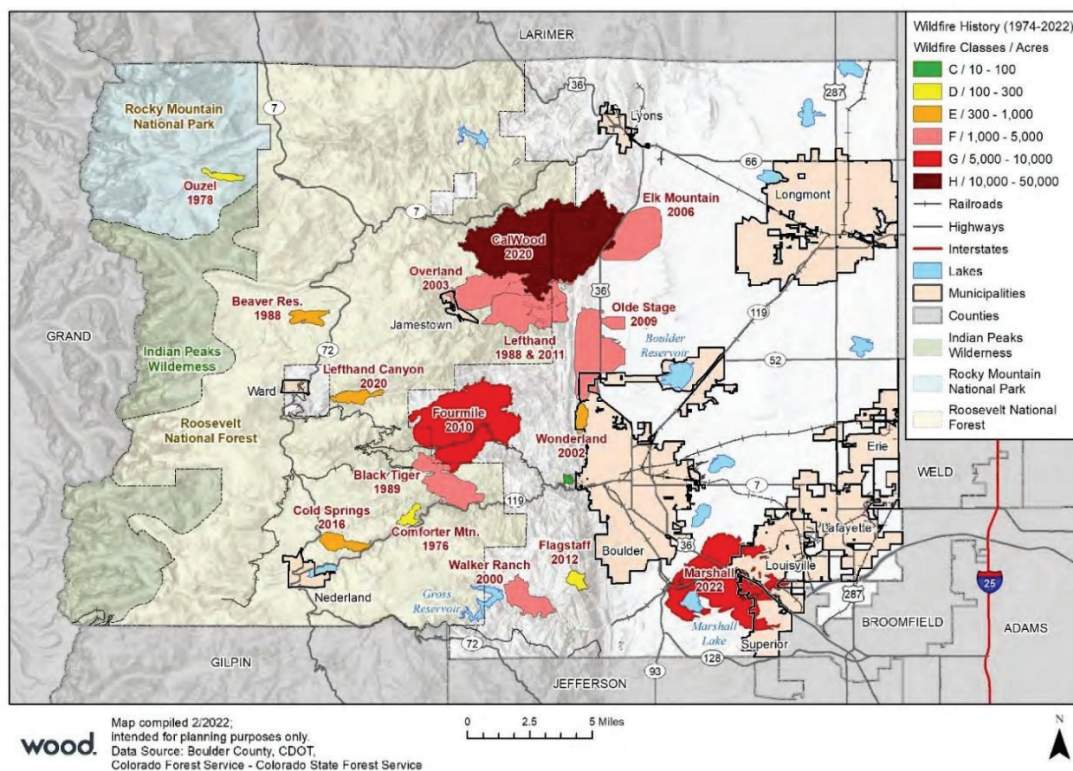 LARIMER
Rocky Mountain
National Park
7
36
287
Lyons
66
Ouzel
1978
Longmont
7
Elk Mountain
2006
CalWood
2020
Overland
2003
36
Beaver Res.
1988
Jamestown
Olde Stage
2009
119
GRAND
Lefthand
1988 & 2011
Boulder
Reservoir
72
52
Indian Peaks
Wilderness
Lefthand Canyon
2020
Ward
Fourmile
2010
Roosevelt
National Forest
Wonderland
2002
Erie
WELD
Black Tiger
1989
119
7
Cold Springs
2016
Lafayette
Comforter Mtn.
1976
Flagstaff
2012
Boulder
36
Louisville
Walker Ranch
2000
Marshall
2022
Nederland
Gross
Reservoir
287
25
Marshall
Lake
BROOMFIELD
ADAMS
72
Superior
128
93
GILPIN
JEFFERSON
Wildfire History (1974-2022)
Wildfire Classes / Acres
C / 10 - 100
D / 100 - 300
E / 300 - 1,000
F / 1,000 - 5,000
G / 5,000 - 10,000
H / 10,000 - 50,000
Railroads
Highways
Interstates
Lakes
Municipalities
Counties
Indian Peaks
Wilderness
Rocky Mountain
National Park
Roosevelt National
Forest
wood.
Map compiled 2/2022;
intended for planning purposes only.
Data Source: Boulder County, CDOT,
Colorado Forest Service - Colorado State Forest Service
0 2.5 5 Miles
N